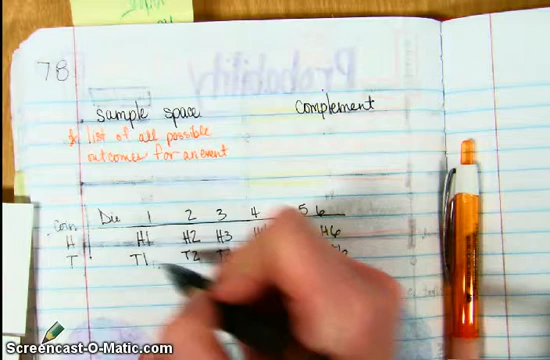 78
Sample space Complement
list of all possible
outcomes for an event
Coin Die 1 2 3 4 5 6
H H1 H2 H3 H6
T T1 T2
Screencast-O-Matic.com
Probability